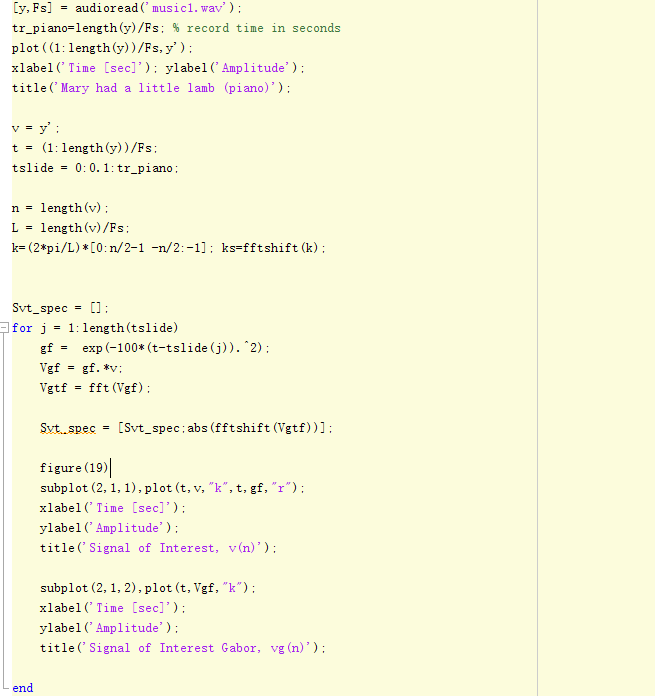 [y,Fs] = audioread('music1.wav');
tr_piano=length(y)/Fs; % record time in seconds
plot((1:length(y))/Fs,y');
xlabel('Time [sec]'); ylabel('Amplitude');
title('Mary had a little lamb (piano)');
v = y';
t = (1:length(y))/Fs;
tslide = 0:0.1:tr_piano;
n = length(v);
L = length(v)/Fs;
k=(2*pi/L)*[0:n/2-1 -n/2:-1]; ks=fftshift(k);
Svt_spec = [];
for j = 1:length(tslide)
gf =  exp(-100*(t-tslide(j)).^2);
Vgf = gf.*v;
Vgtf = fft(Vgf);
Svt_spec = [Svt_spec;abs(fftshift(Vgtf))];
figure(19)
subplot(2,1,1),plot(t,v,"k",t,gf,"r");
xlabel('Time [sec]');
ylabel('Amplitude');
title('Signal of Interest, v(n)');
subplot(2,1,2),plot(t,Vgf,"k");
xlabel('Time [sec]');
ylabel('Amplitude');
title('Signal of Interest Gabor, vg(n)');
end